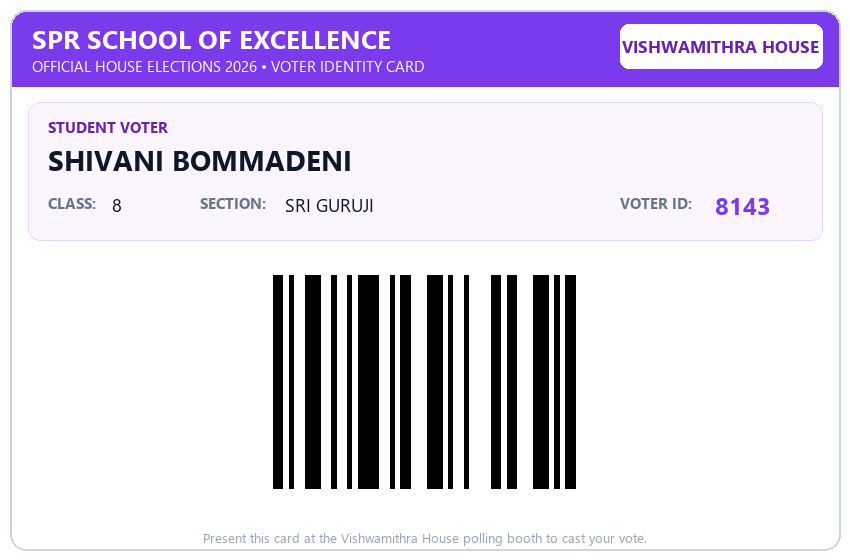 SPR SCHOOL OF EXCELLENCE
OFFICIAL HOUSE ELECTIONS 2026 • VOTER IDENTITY CARD
VISHWAMITHRA HOUSE
STUDENT VOTER
SHIVANI BOMMADENI
CLASS: 8 SECTION: SRI GURUJI VOTER ID: 8143
Present this card at the Vishwamithra House polling booth to cast your vote.